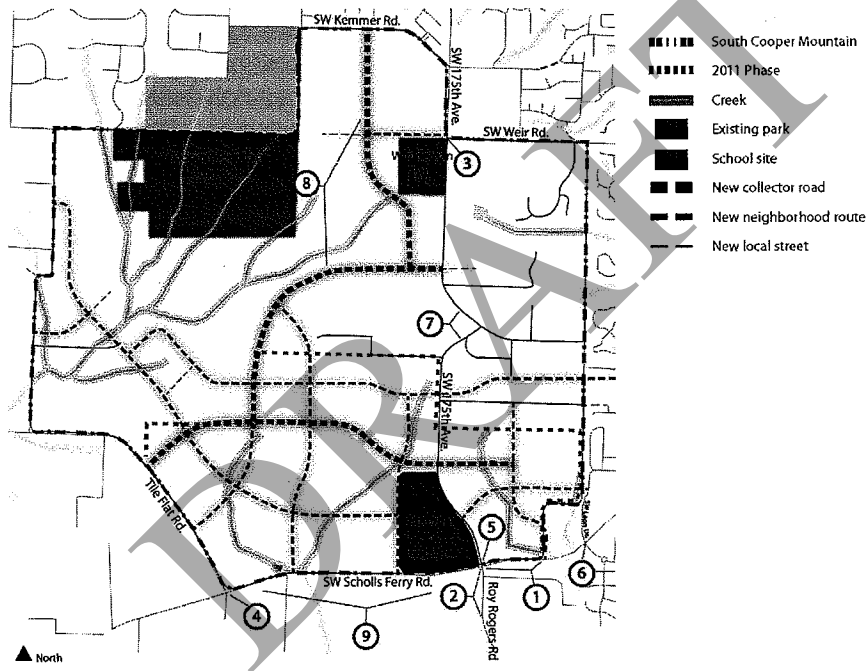 SW Kemmer Rd.
SW 175th Ave.
SW Weir Rd.
3
8
7
SW 175th Ave.
Tile Flat Rd.
5
6
SW Scholls Ferry Rd.
4
2
1
9
Roy Rogers Rd
North
South Cooper Mountain
2011 Phase
Creek
Existing park
School site
New collector road
New neighborhood route
New local street
DRAFT